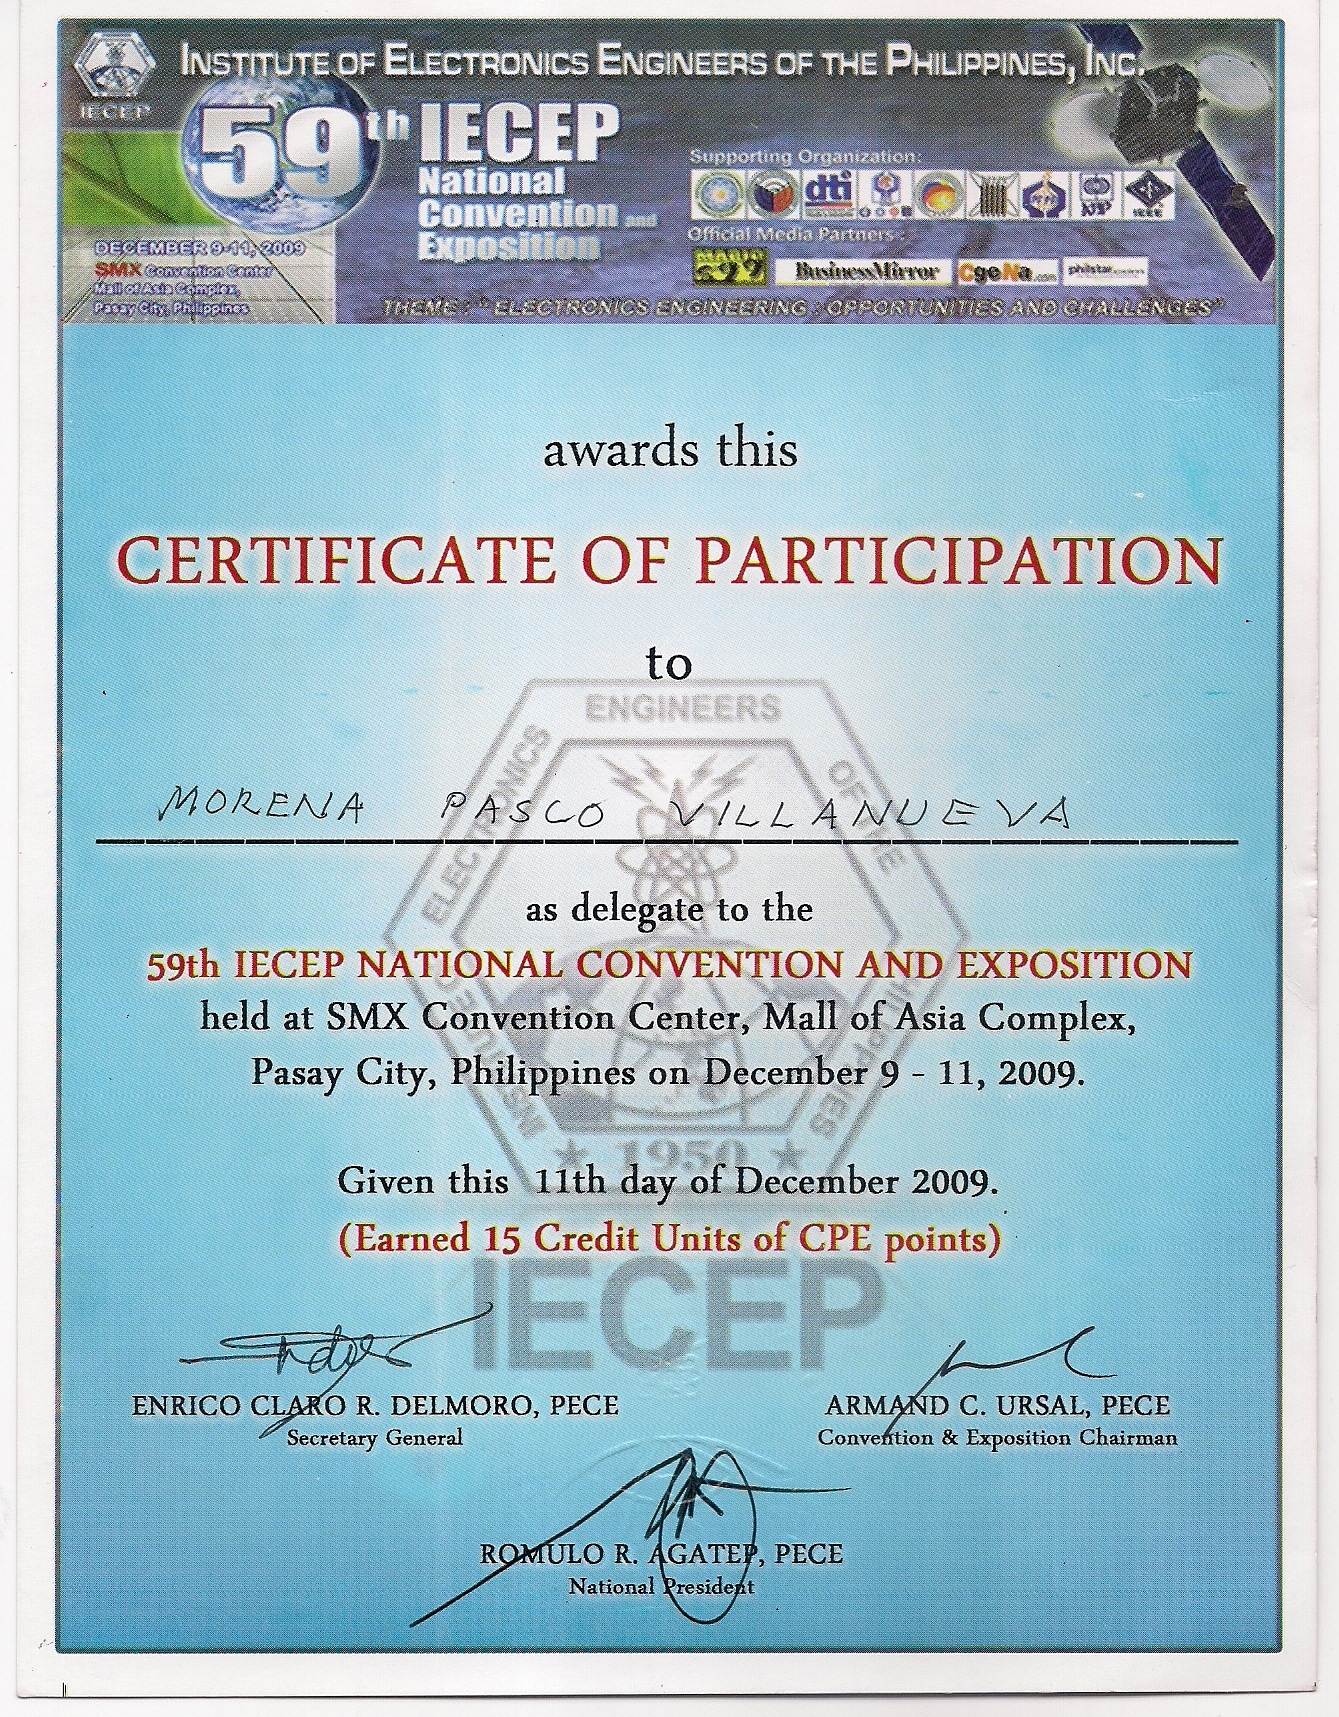 INSTITUTE OF ELECTRONICS ENGINEERS OF THE PHILIPPINES, INC.
IECEP
59th IECEP
National
Convention and
Exposition
DECEMBER 9-11, 2009
SMX Convention Center
Mall of Asia Complex,
Pasay City, Philippines
Supporting Organization:
dti
IEEE
Official Media Partners:
599
BusinessMirror
CgeNa.com
philstar
THEME: "ELECTRONICS ENGINEERING: OPPORTUNITIES AND CHALLENGES"
awards this
CERTIFICATE OF PARTICIPATION
to
MORENA PASCO VILLANUEVA
as delegate to the
59th IECEP NATIONAL CONVENTION AND EXPOSITION
held at SMX Convention Center, Mall of Asia Complex,
Pasay City, Philippines on December 9 - 11, 2009.
Given this 11th day of December 2009.
(Earned 15 Credit Units of CPE points)
INSTITUTE ELECTRONICS ENGINEERS OF THE PHILIPPINES
1950
IECEP
ENRICO CLARO R. DELMORO, PECE
Secretary General
ARMAND C. URSAL, PECE
Convention & Exposition Chairman
ROMULO R. AGATEP, PECE
National President